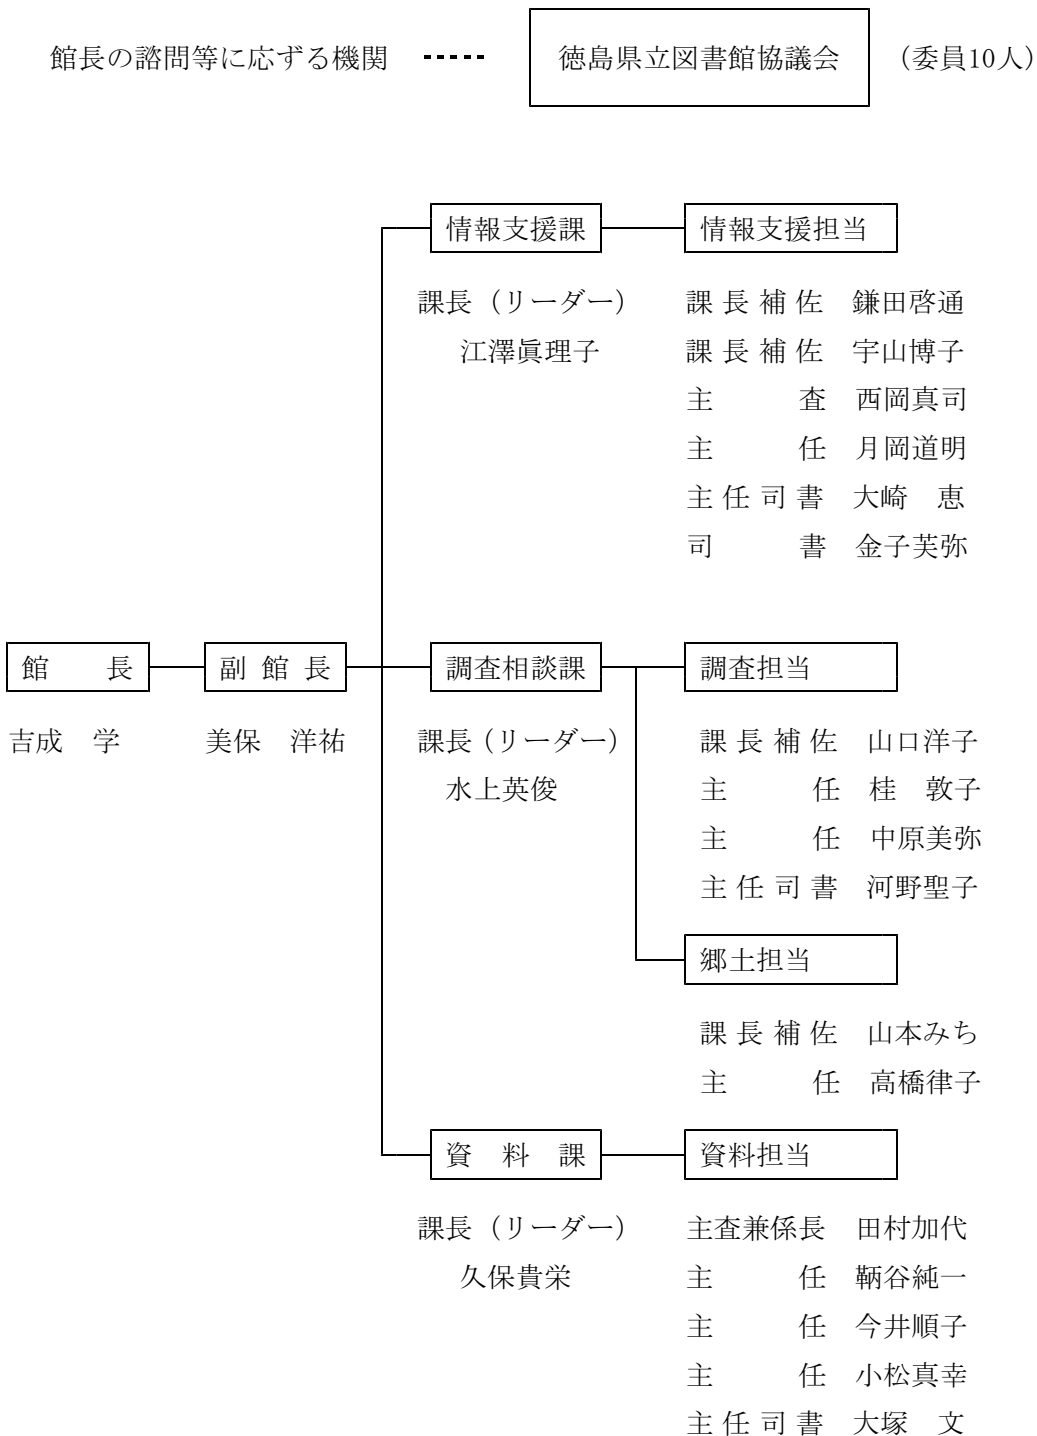 館長の諮問等に応ずる機関 ----- 徳島県立図書館協議会 (委員10人)
情報支援課 情報支援担当
課長(リーダー) 課長補佐 鎌田啓通
江澤眞理子 課長補佐 宇山博子
主査 西岡真司
主任 月岡道明
主任司書 大崎 恵
司書 金子芙弥
館長 副館長 調査相談課 調査担当
吉成 学 美保 洋祐 課長(リーダー) 課長補佐 山口洋子
水上英俊 主任 桂 敦子
主任 中原美弥
主任司書 河野聖子
郷土担当
課長補佐 山本みち
主任 高橋律子
資料課 資料担当
課長(リーダー) 主査兼係長 田村加代
久保貴栄 主任 鞆谷純一
主任 今井順子
主任 小松真幸
主任司書 大塚 文